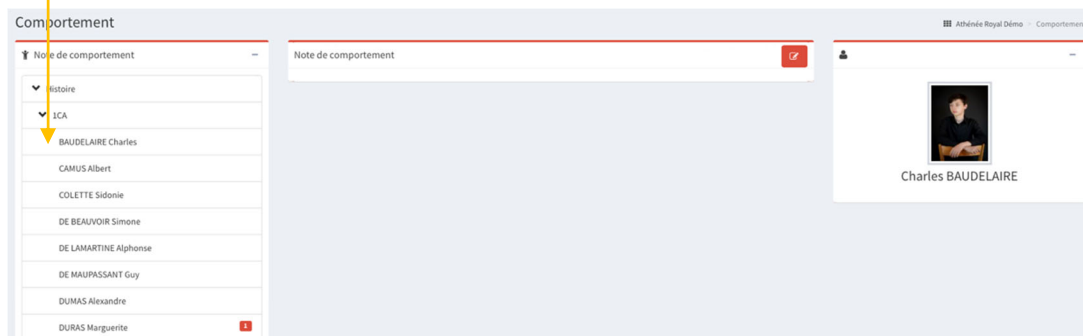 Comportement
Athénée Royal Démo
Comportement
Note de comportement
Histoire
1CA
BAUDELAIRE Charles
CAMUS Albert
COLETTE Sidonie
DE BEAUVOIR Simone
DE LAMARTINE Alphonse
DE MAUPASSANT Guy
DUMAS Alexandre
DURAS Marguerite 1
Note de comportement
Charles BAUDELAIRE